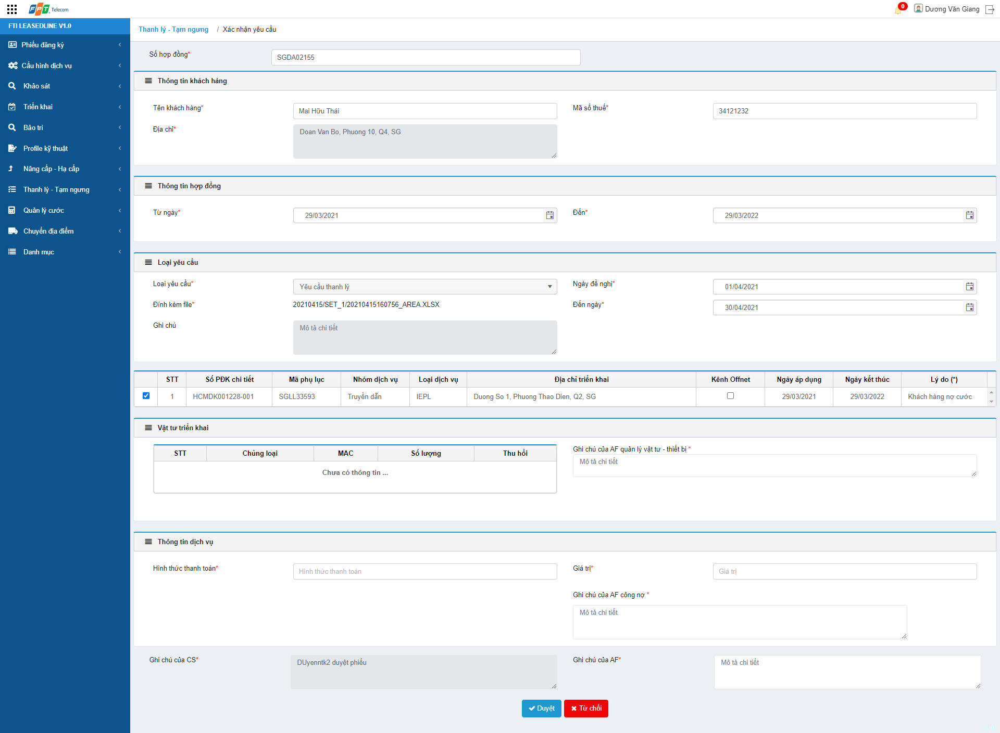 FPT Telecom
0
Dương Văn Giang
FTI LEASEDLINE V1.0
Phiếu đăng ký
Cấu hình dịch vụ
Khảo sát
Triển khai
Bảo trì
Profile kỹ thuật
Nâng cấp - Hạ cấp
Thanh lý - Tạm ngưng
Quản lý cước
Chuyển địa điểm
Danh mục
Thanh lý - Tạm ngưng / Xác nhận yêu cầu
Số hợp đồng* SGDA02155
Thông tin khách hàng
Tên khách hàng* Mai Hữu Thái Mã số thuế* 34121232
Địa chỉ* Doan Van Bo, Phuong 10, Q4, SG
Thông tin hợp đồng
Từ ngày* 29/03/2021 Đến* 29/03/2022
Loại yêu cầu
Loại yêu cầu* Yêu cầu thanh lý Ngày đề nghị* 01/04/2021
Đính kèm file* 20210415/SET_1/20210415160756_AREA.XLSX Đến ngày* 30/04/2021
Ghi chú Mô tả chi tiết
STT Số PĐK chi tiết Mã phụ lục Nhóm dịch vụ Loại dịch vụ Địa chỉ triển khai Kênh Offnet Ngày áp dụng Ngày kết thúc Lý do (*)
1 HCMDK001228-001 SGLL33593 Truyền dẫn IEPL Duong So 1, Phuong Thao Dien, Q2, SG 29/03/2021 29/03/2022 Khách hàng nợ cước
Vật tư triển khai
STT Chủng loại MAC Số lượng Thu hồi
Chưa có thông tin ...
Ghi chú của AF quản lý vật tư - thiết bị *
Mô tả chi tiết
Thông tin dịch vụ
Hình thức thanh toán* Hình thức thanh toán Giá trị* Giá trị
Ghi chú của AF công nợ *
Mô tả chi tiết
Ghi chú của CS* DUyenntk2 duyệt phiếu Ghi chú của AF* Mô tả chi tiết
Duyệt Từ chối